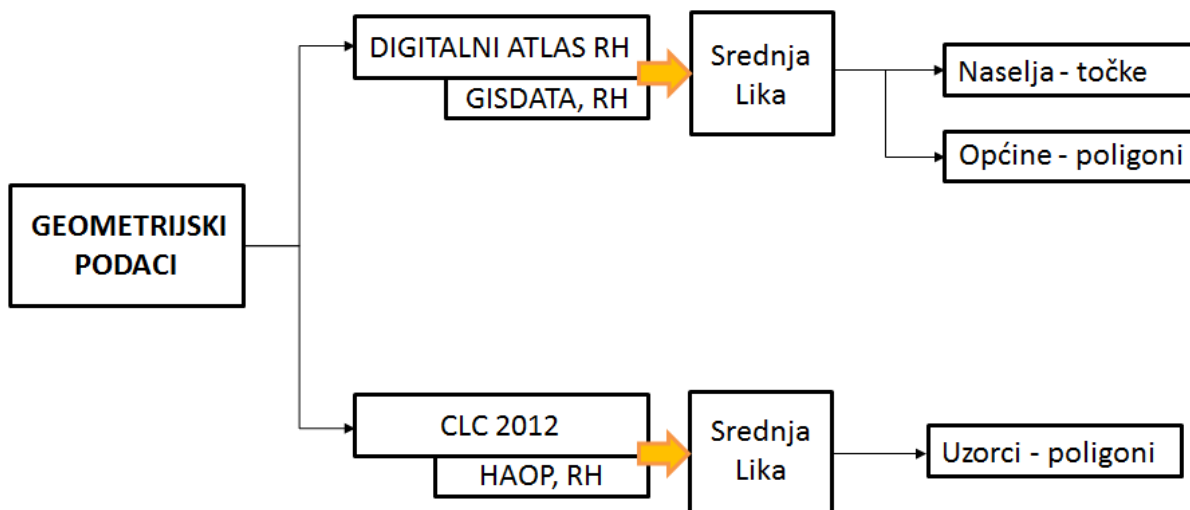 GEOMETRIJSKI
PODACI
DIGITALNI ATLAS RH
GISDATA, RH
Srednja
Lika
Naselja - točke
Općine - poligoni
CLC 2012
HAOP, RH
Srednja
Lika
Uzorci - poligoni